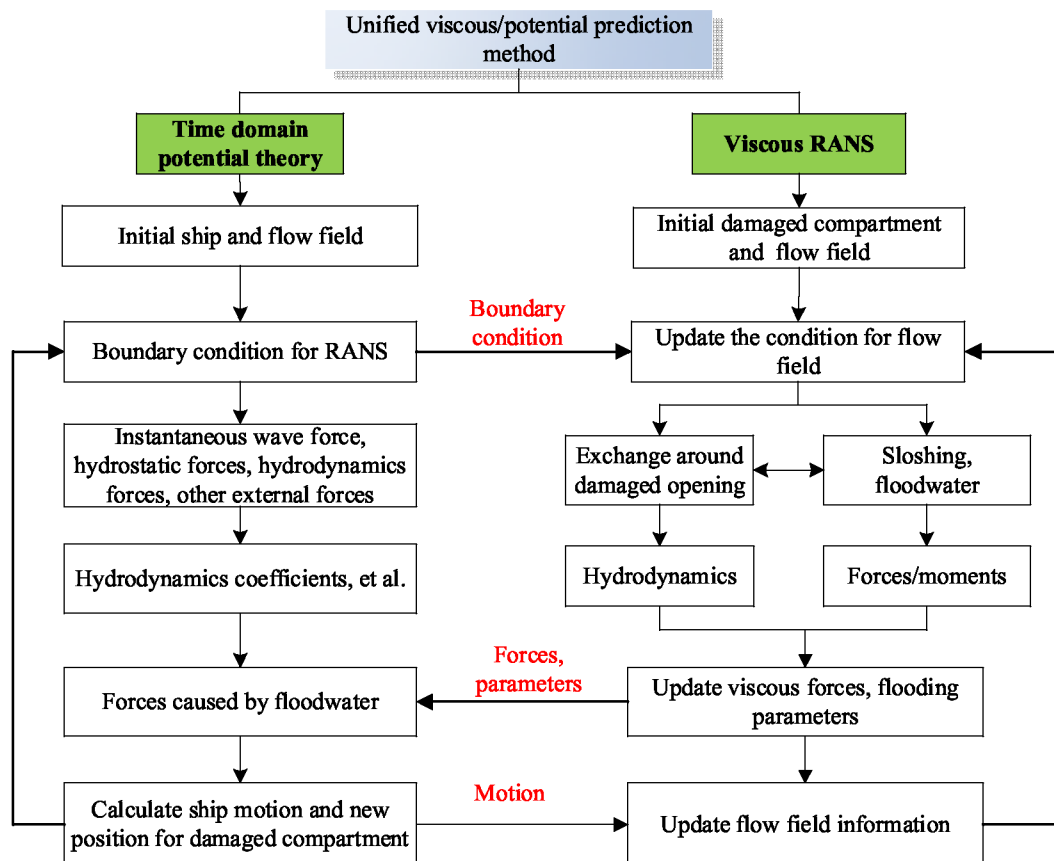 Unified viscous/potential prediction
method
Time domain
potential theory
Viscous RANS
Initial ship and flow field
Initial damaged compartment
and flow field
Boundary
condition
Boundary condition for RANS
Update the condition for flow
field
Instantaneous wave force,
hydrostatic forces, hydrodynamics
forces, other external forces
Exchange around
damaged opening
Sloshing,
floodwater
Hydrodynamics coefficients, et al.
Hydrodynamics
Forces/moments
Forces,
parameters
Forces caused by floodwater
Update viscous forces, flooding
parameters
Calculate ship motion and new
position for damaged compartment
Motion
Update flow field information